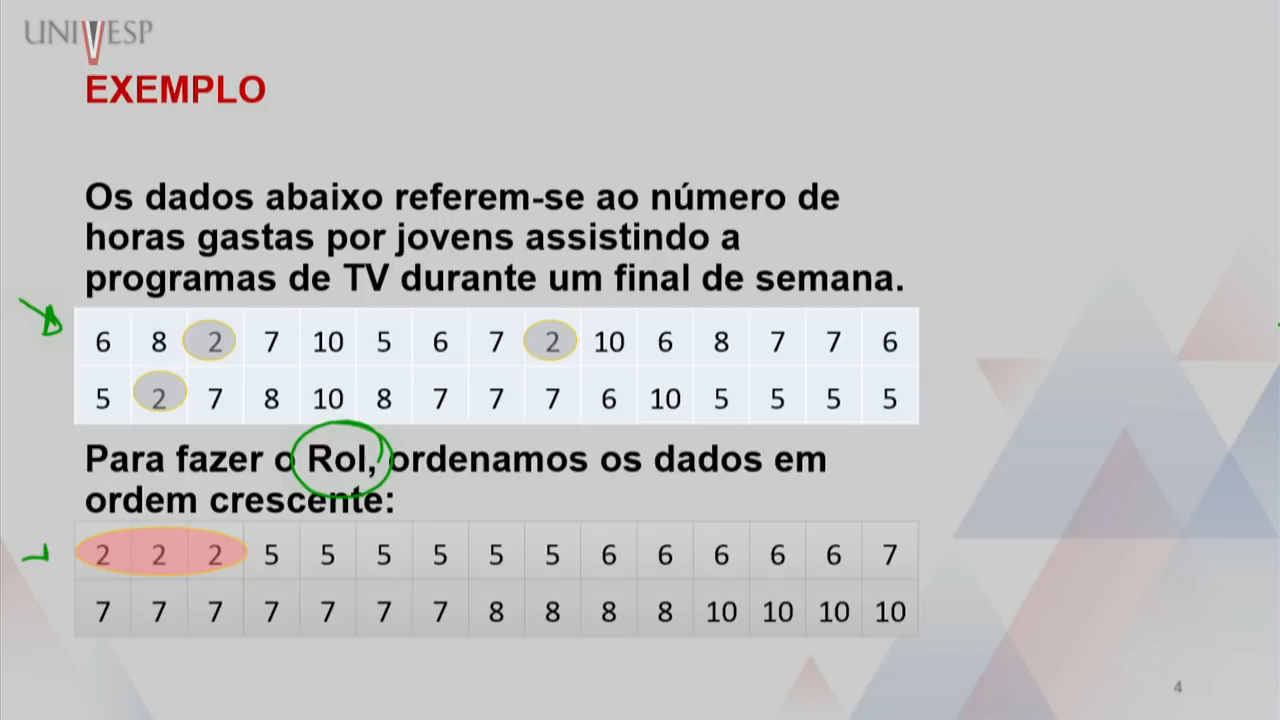 UNIVESP
EXEMPLO
Os dados abaixo referem-se ao número de
horas gastas por jovens assistindo a
programas de TV durante um final de semana.
6 8 2 7 10 5 6 7 2 10 6 8 7 7 6
5 2 7 8 10 8 7 7 7 6 10 5 5 5 5
Para fazer o Rol, ordenamos os dados em
ordem crescente:
2 2 2 5 5 5 5 5 5 6 6 6 6 6 7
7 7 7 7 7 7 7 8 8 8 8 10 10 10 10
4